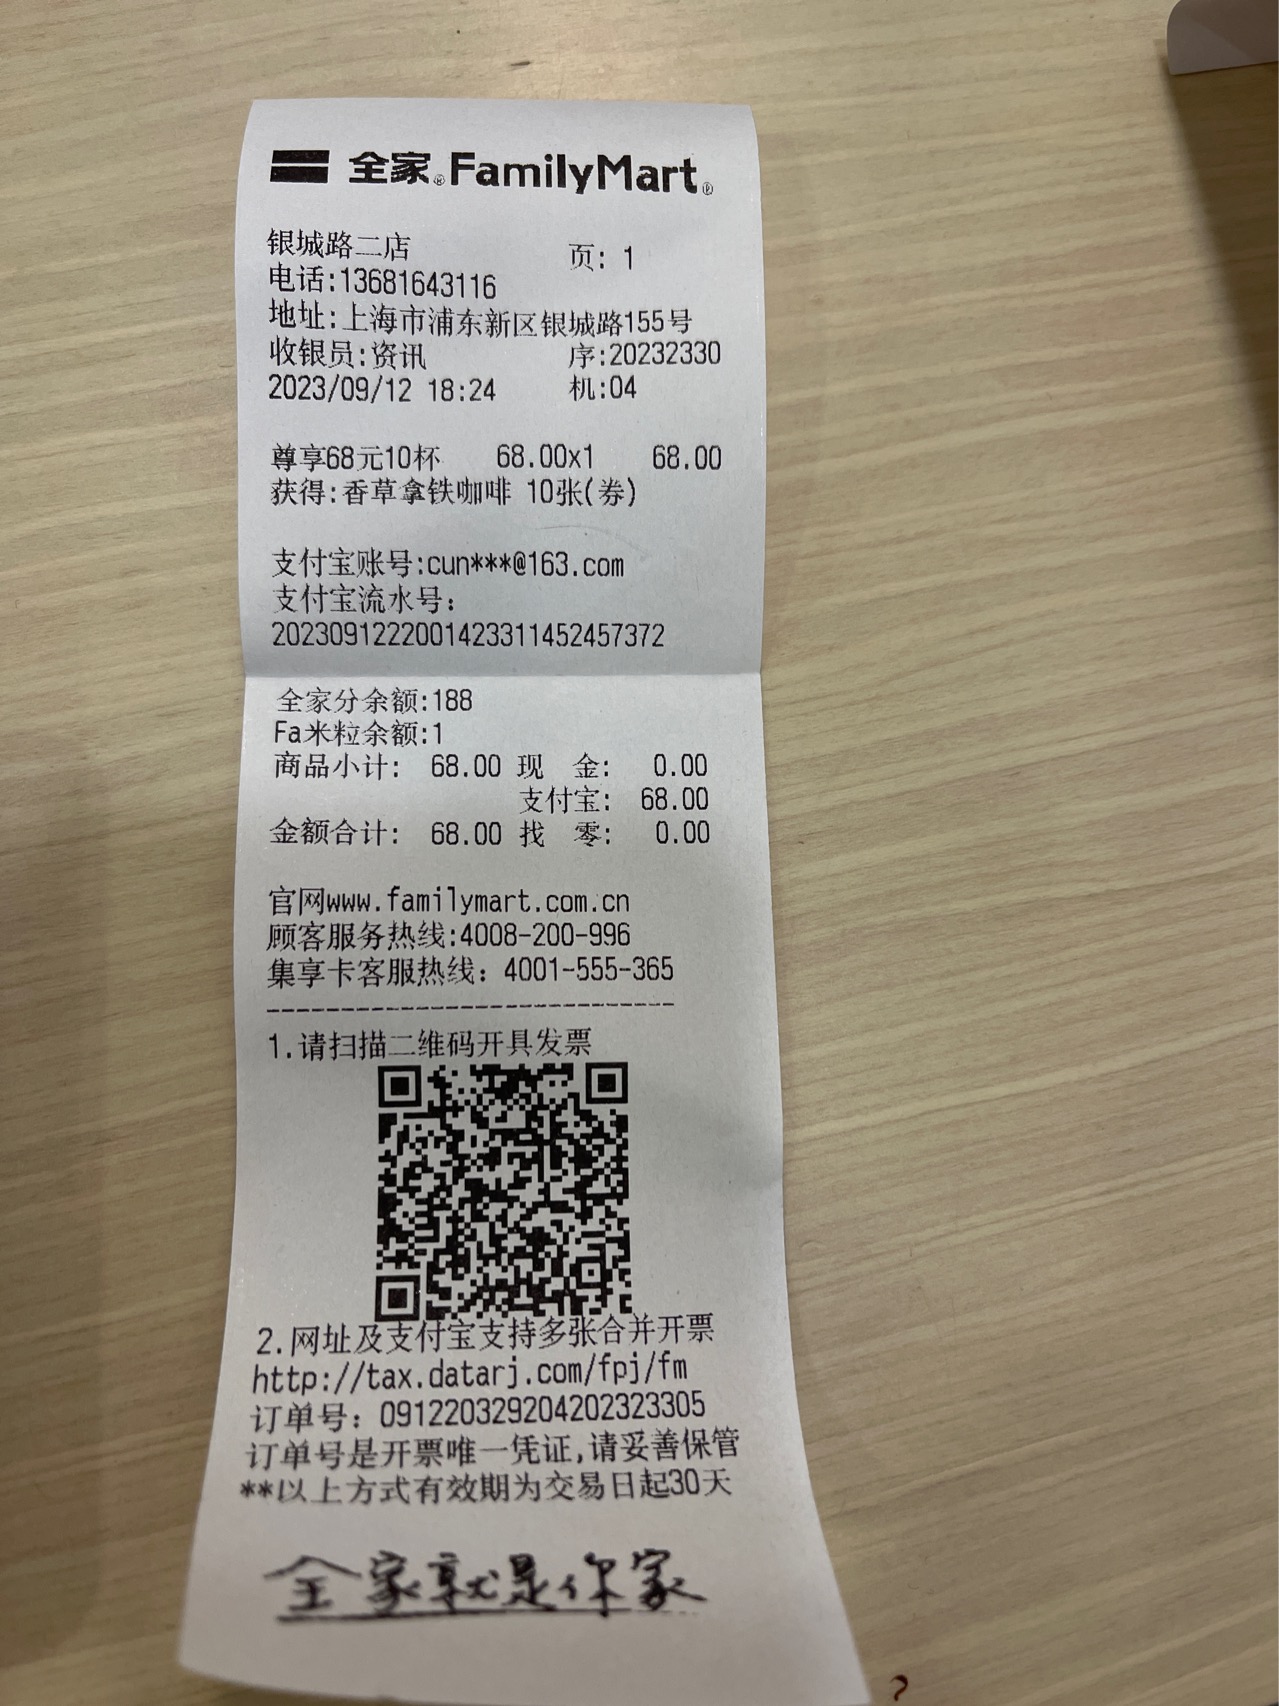 全家®FamilyMart®
银城路二店 页: 1
电话:13681643116
地址:上海市浦东新区银城路155号
收银员:资讯 序:20232330
2023/09/12 18:24 机:04
尊享68元10杯 68.00x1 68.00
获得:香草拿铁咖啡 10张(券)
支付宝账号:cun***@163.com
支付宝流水号:
2023091222001423311452457372
全家分余额:188
Fa米粒余额:1
商品小计: 68.00 现 金: 0.00
支付宝: 68.00
金额合计: 68.00 找 零: 0.00
官网www.familymart.com.cn
顾客服务热线:4008-200-996
集享卡客服热线: 4001-555-365
------------------------------
1.请扫描二维码开具发票
2.网址及支付宝支持多张合并开票
http://tax.datarj.com/fpj/fm
订单号: 091220329204202323305
订单号是开票唯一凭证,请妥善保管
**以上方式有效期为交易日起30天
全家就是你家